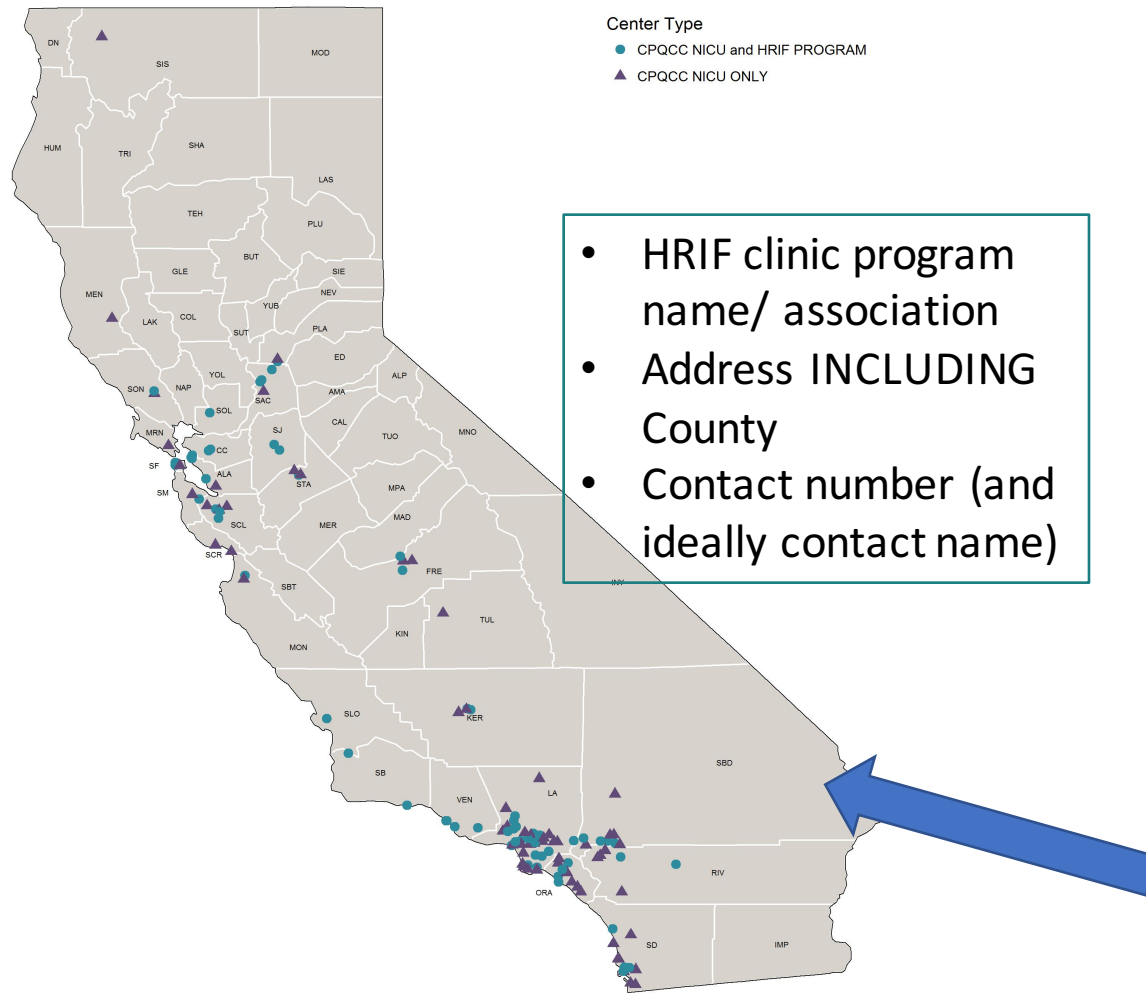 Center Type
CPQCC NICU and HRIF PROGRAM
CPQCC NICU ONLY
DN
SIS
MOD
HUM
TRI
SHA
LAS
TEH
PLU
BUT
GLE
SIE
NEV
MEN
YUB
LAK
COL
PLA
SUT
ED
YOL
ALP
SON
NAP
AMA
SAC
SOL
CAL
SJ
MRN
TUO
MNO
CC
SF
ALA
STA
SM
MPA
MAD
SCL
MER
SCR
FRE
SBT
INY
TUL
KIN
MON
SLO
KER
SBD
SB
VEN
LA
RIV
ORA
SD
IMP
• HRIF clinic program
name/ association
• Address INCLUDING
County
• Contact number (and
ideally contact name)